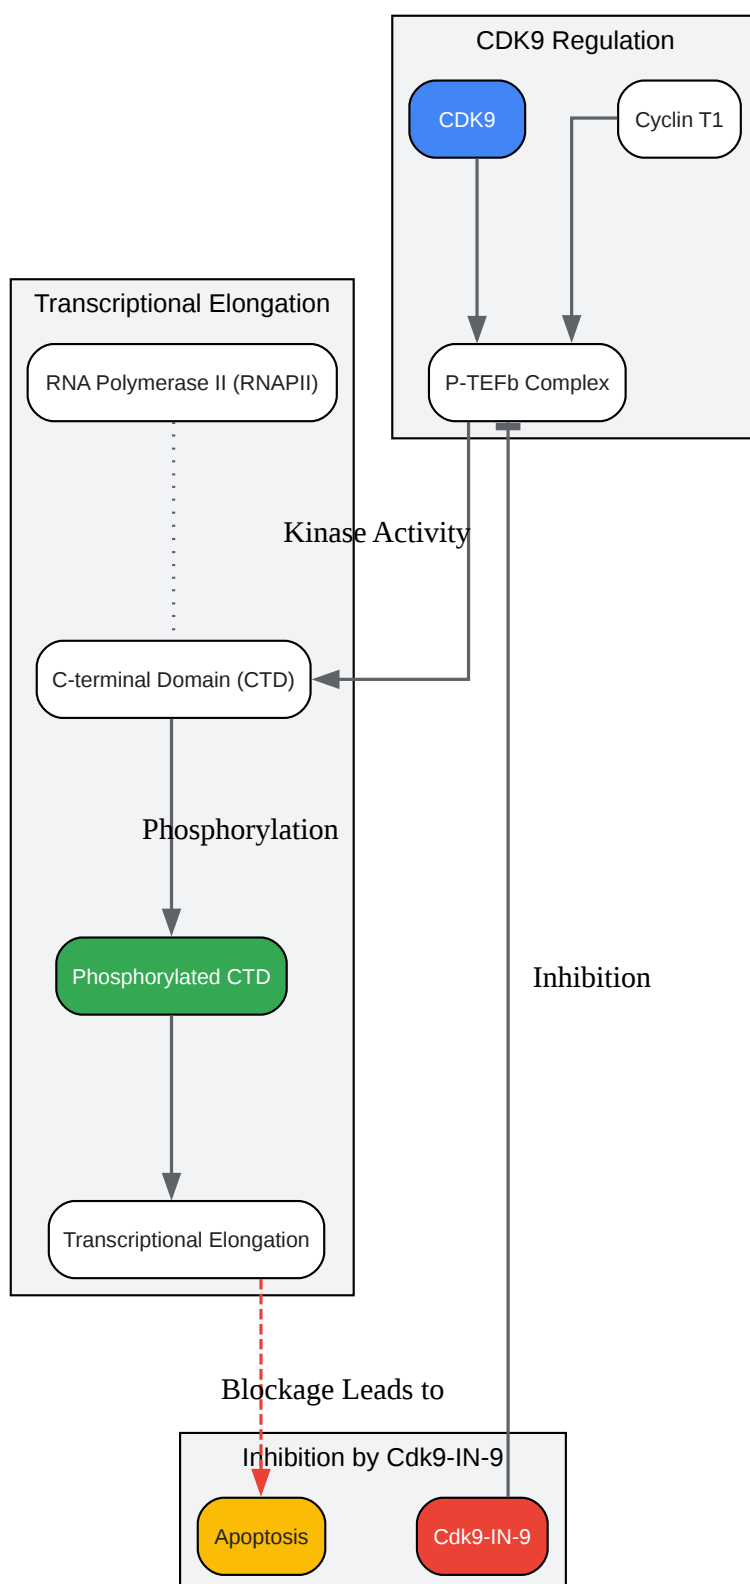 CDK9 Regulation
CDK9
Cyclin T1
Transcriptional Elongation
RNA Polymerase II (RNAPII)
P-TEFb Complex
Kinase Activity
C-terminal Domain (CTD)
Phosphorylation
Phosphorylated CTD
Inhibition
Transcriptional Elongation
Blockage Leads to
Inhibition by Cdk9-IN-9
Apoptosis
Cdk9-IN-9